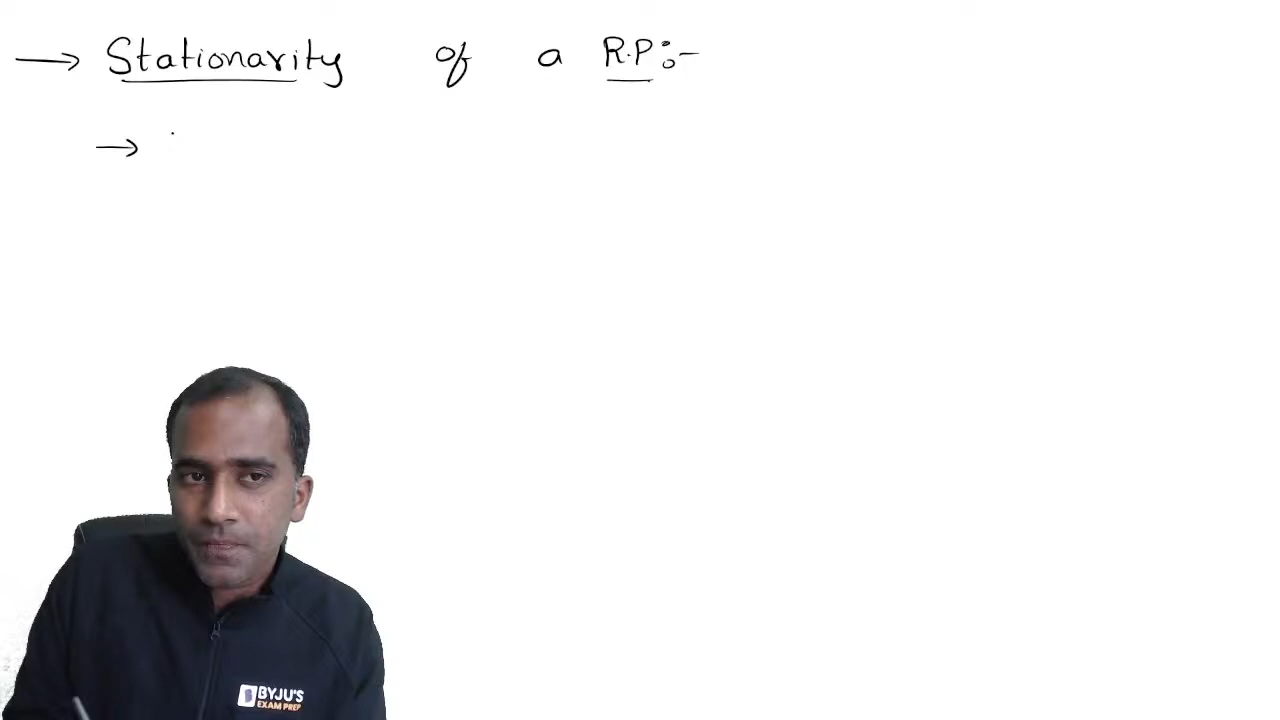 → Stationarity of a R.P:-
→
BYJU'S
EXAM PREP